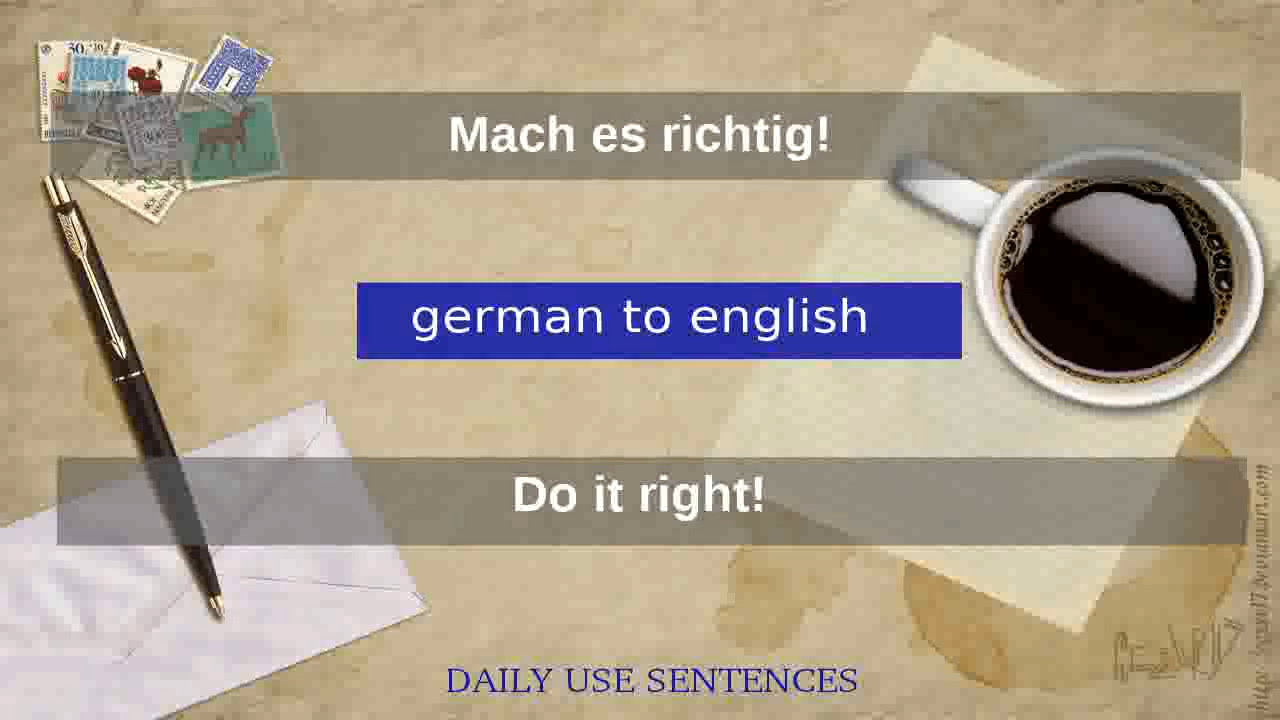 Mach es richtig!
german to english
Do it right!
DAILY USE SENTENCES